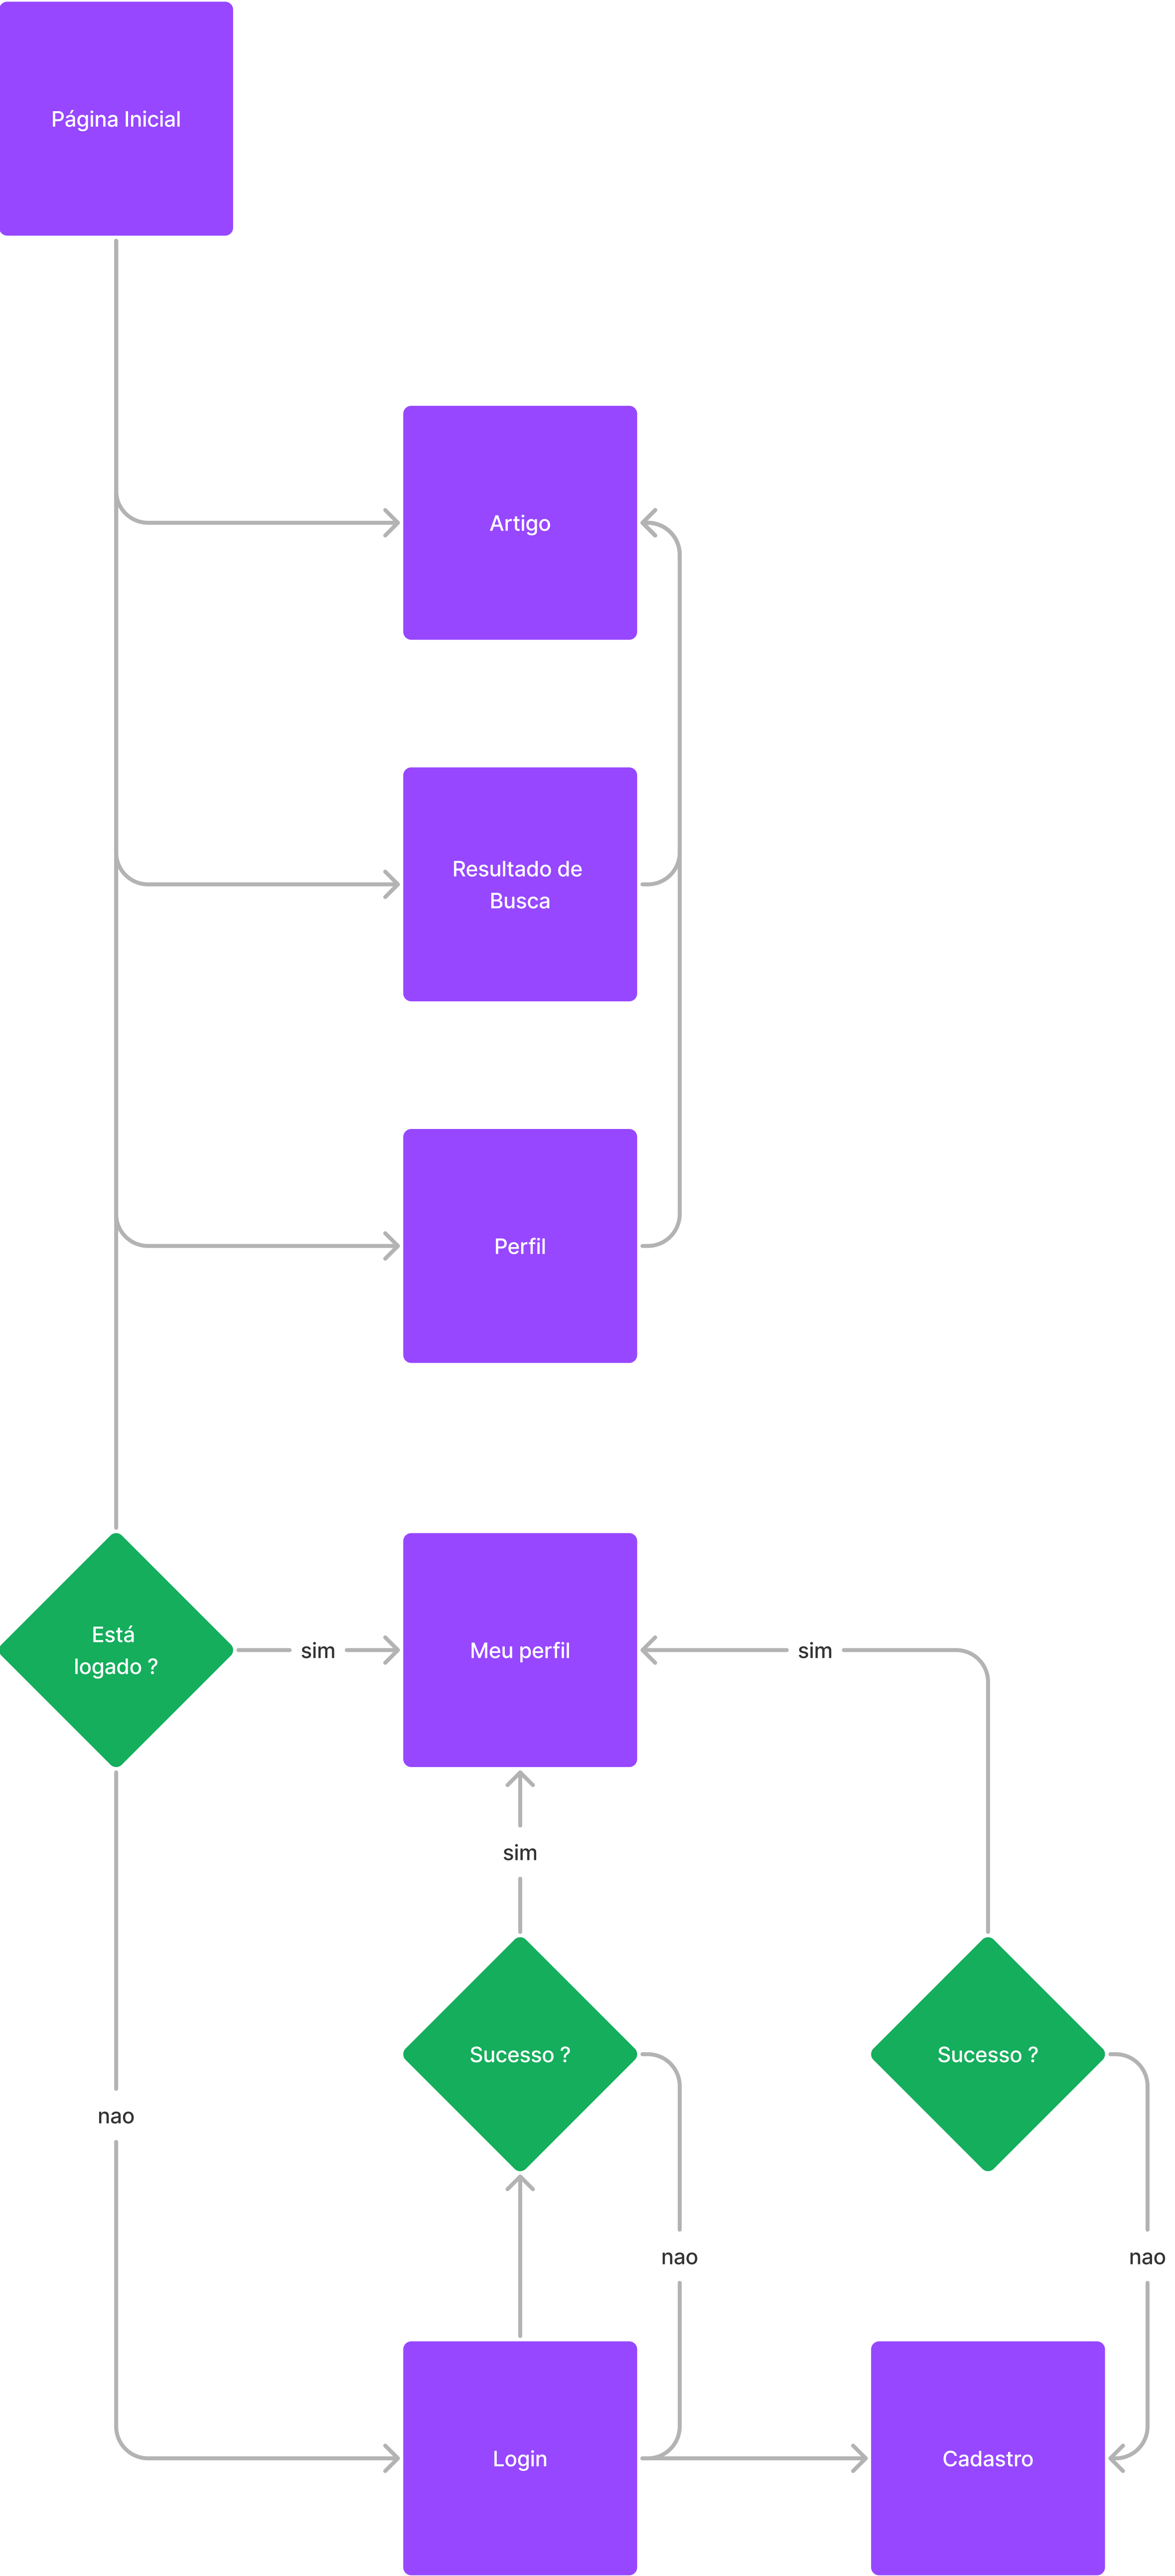 Página Inicial
Artigo
Resultado de
Busca
Perfil
Está
logado ?
sim
Meu perfil
sim
sim
Sucesso ?
Sucesso ?
nao
nao
nao
Login
Cadastro